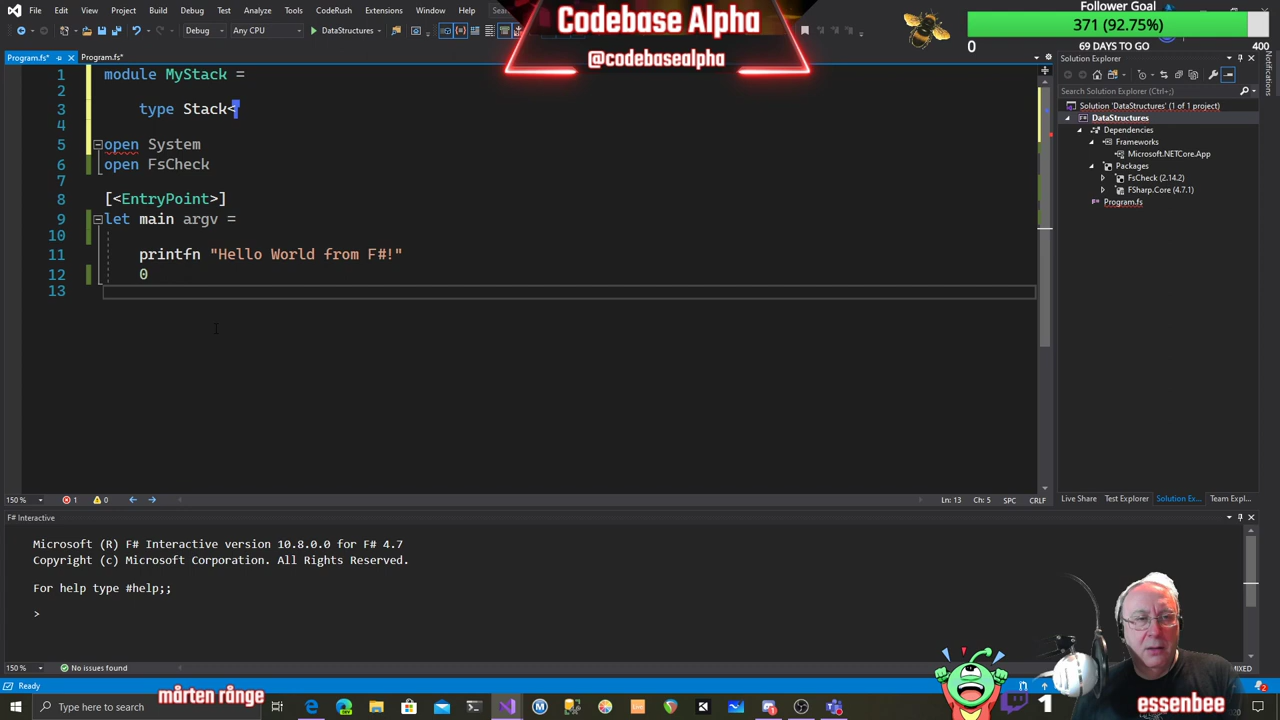 File Edit View Project Build Debug Test Analyze Tools CodeRush Extensions Window Help
Codebase Alpha
@codebasealpha
Follower Goal
371 (92.75%)
0 69 DAYS TO GO 400
Debug Any CPU DataStructures
Program.fs* Program.fs*
1 module MyStack =
2
3 type Stack<'
4
5 open System
6 open FsCheck
7
8 [<EntryPoint>]
9 let main argv =
10
11 printfn "Hello World from F#!"
12 0
13
Solution Explorer
Notifications
Search Solution Explorer (Ctrl+;)
Solution 'DataStructures' (1 of 1 project)
DataStructures
Dependencies
Frameworks
Microsoft.NETCore.App
Packages
FsCheck (2.14.2)
FSharp.Core (4.7.1)
Program.fs
150 % 1 0 Ln: 13 Ch: 5 SPC CRLF
Live Share Test Explorer Solution Ex... Team Expl...
F# Interactive
Microsoft (R) F# Interactive version 10.8.0.0 for F# 4.7
Copyright (c) Microsoft Corporation. All Rights Reserved.
For help type #help;;
>
150 % No issues found MIXED
Ready 1 2
mårten rånge
essenbee
Type here to search